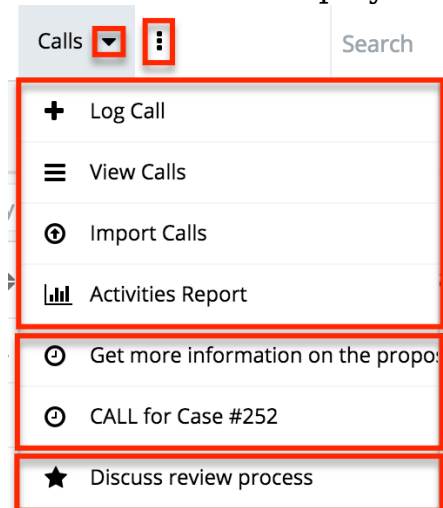 Calls
Search
Log Call
View Calls
Import Calls
Activities Report
Get more information on the propo
CALL for Case #252
Discuss review process